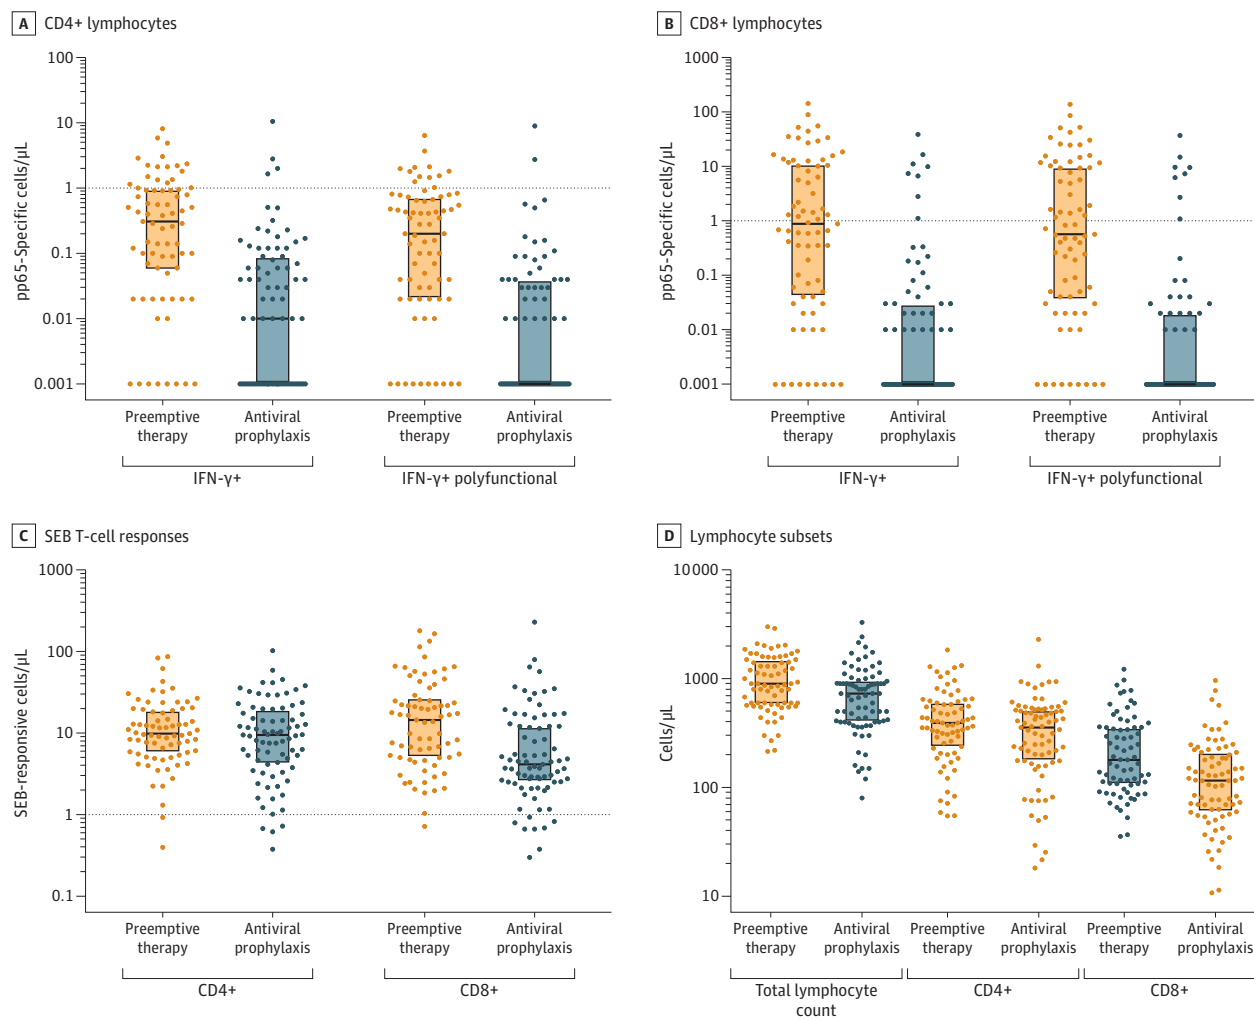 A CD4+ lymphocytes
100
10
1
0.1
0.01
0.001
pp65-Specific cells/µL
Preemptive
therapy
Antiviral
prophylaxis
Preemptive
therapy
Antiviral
prophylaxis
IFN-γ+
IFN-γ+ polyfunctional
B CD8+ lymphocytes
1000
100
10
1
0.1
0.01
0.001
pp65-Specific cells/µL
Preemptive
therapy
Antiviral
prophylaxis
Preemptive
therapy
Antiviral
prophylaxis
IFN-γ+
IFN-γ+ polyfunctional
C SEB T-cell responses
1000
100
10
1
0.1
SEB-responsive cells/µL
Preemptive
therapy
Antiviral
prophylaxis
Preemptive
therapy
Antiviral
prophylaxis
CD4+
CD8+
D Lymphocyte subsets
10 000
1000
100
10
Cells/µL
Preemptive
therapy
Antiviral
prophylaxis
Preemptive
therapy
Antiviral
prophylaxis
Preemptive
therapy
Antiviral
prophylaxis
Total lymphocyte
count
CD4+
CD8+